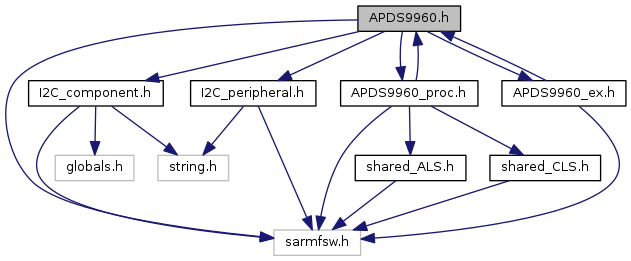 APDS9960.h
I2C_component.h
I2C_peripheral.h
APDS9960_proc.h
APDS9960_ex.h
globals.h
string.h
shared_ALS.h
shared_CLS.h
sarmfsw.h